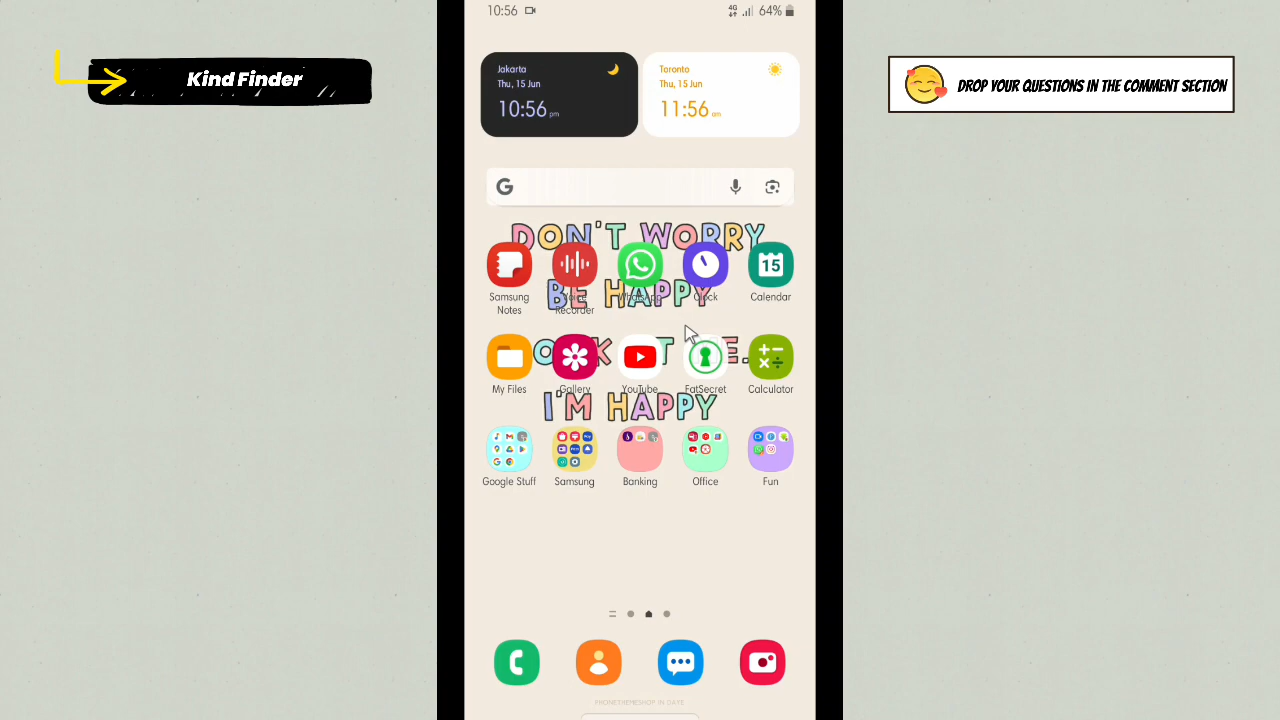 10:56
4G
64%
Kind Finder
DROP YOUR QUESTIONS IN THE COMMENT SECTION
Jakarta
Thu, 15 Jun
10:56 pm
Toronto
Thu, 15 Jun
11:56 am
G
DON'T WORRY
BE HAPPY
15
Samsung Notes
Voice Recorder
WhatsApp
Clock
Calendar
My Files
Gallery
YouTube
FatSecret
Calculator
I'M HAPPY
Google Stuff
Samsung
Banking
Office
Fun